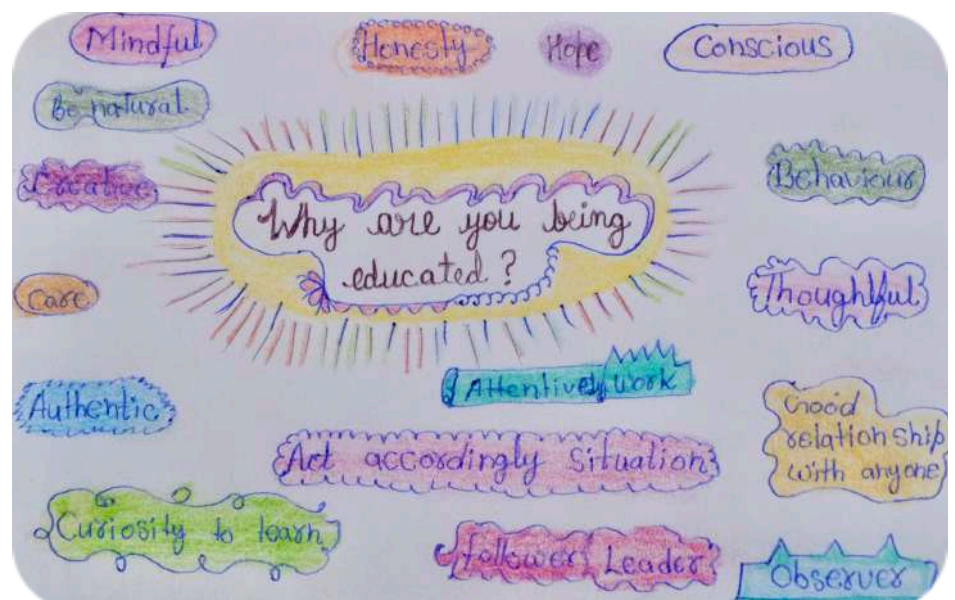 Mindful
Honesty
Hope
Conscious
Be natural
Creative
Behaviour
Why are you being
educated ?
Care
Thoughtful
Attentively work
Authentic
Good
relationship
with anyone
Act accordingly Situation
Curiosity to learn
follower Leader
Observer